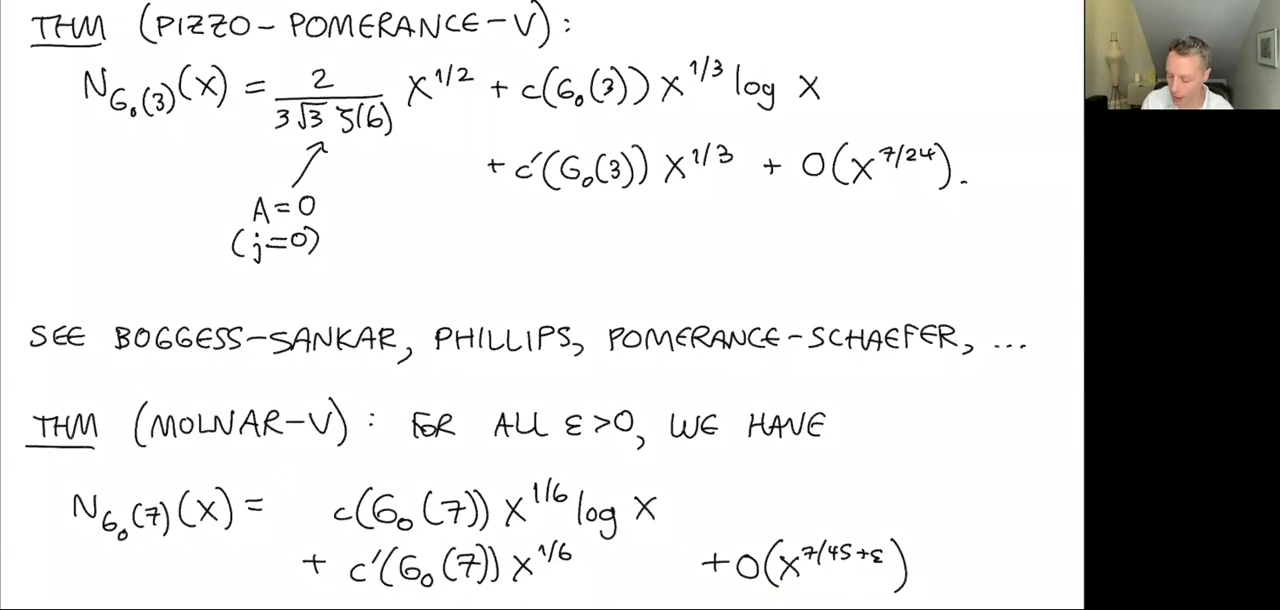 THM (PIZZO-POMERANCE-V):
N_{G_0(3)}(X) = \frac{2}{3\sqrt{3} ζ(6)} X^{1/2} + c(G_0(3)) X^{1/3} log X
+ c'(G_0(3)) X^{1/3} + O(X^{7/24}).
A=0
(j=0)
SEE BOGGESS-SANKAR, PHILLIPS, POMERANCE-SCHAEFER, ...
THM (MOLNAR-V): FOR ALL ε>0, WE HAVE
N_{G_0(7)}(X) = c(G_0(7)) X^{1/6} log X
+ c'(G_0(7)) X^{1/6} + O(X^{7/45+ε})